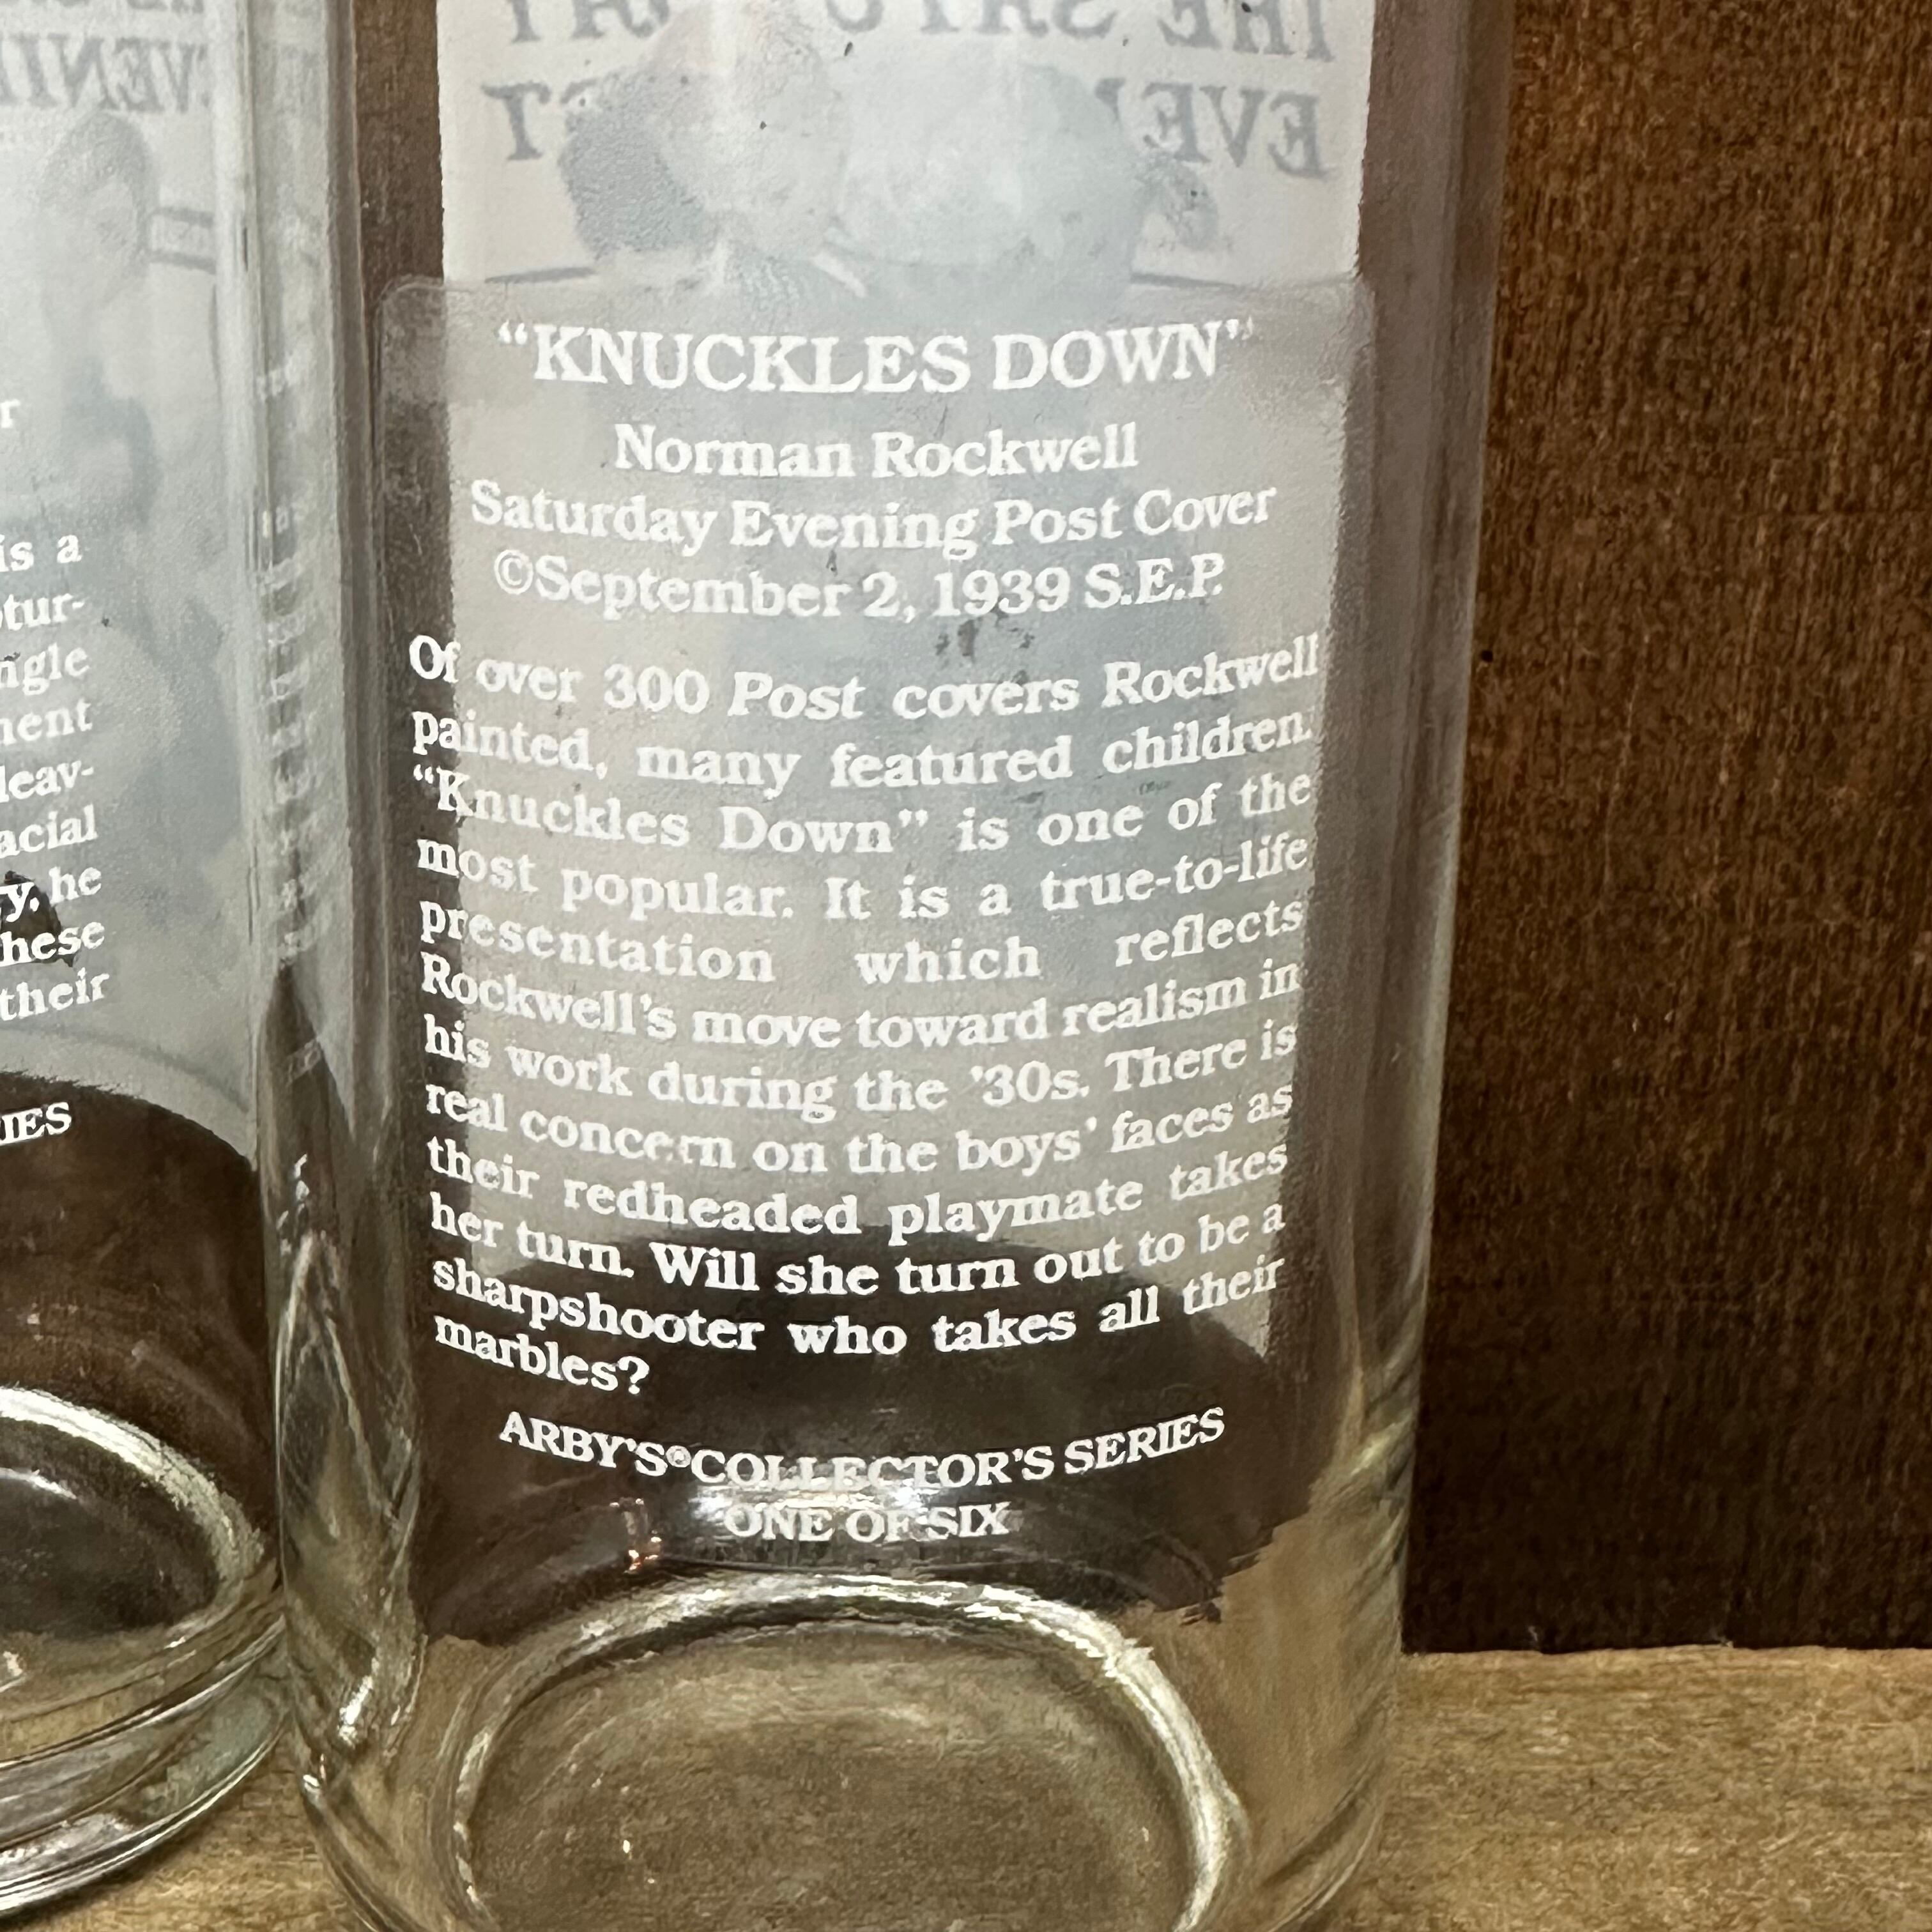 "KNUCKLES DOWN"
Norman Rockwell
Saturday Evening Post Cover
©September 2, 1939 S.E.P.
Of over 300 Post covers Rockwell
painted, many featured children.
"Knuckles Down" is one of the
most popular. It is a true-to-life
presentation which reflects
Rockwell's move toward realism in
his work during the '30s. There is
real concern on the boys' faces as
their redheaded playmate takes
her turn. Will she turn out to be a
sharpshooter who takes all their
marbles?
ARBY'S® COLLECTOR'S SERIES
ONE OF SIX
is a
he
their